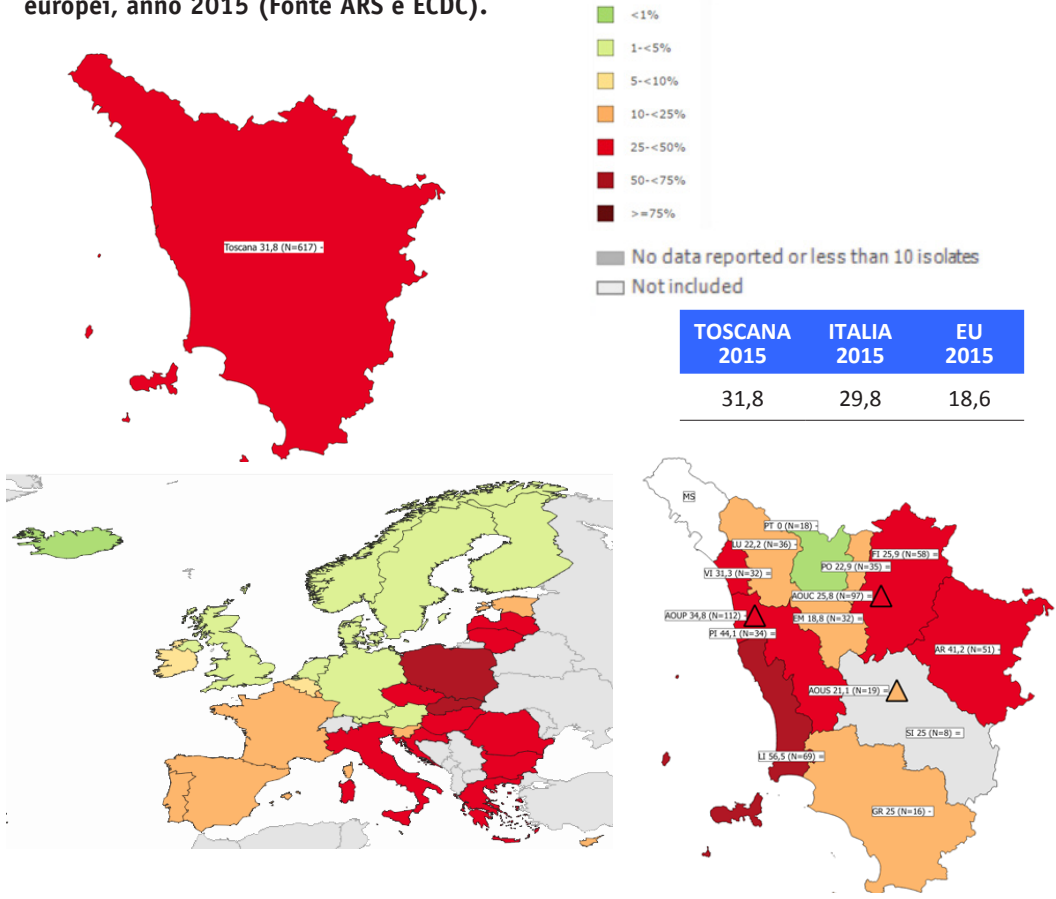 europei, anno 2015 (Fonte ARS e ECDC).
<1%
1-<5%
5-<10%
10-<25%
25-<50%
50-<75%
>=75%
No data reported or less than 10 isolates
Not included
Toscana 31,8 (N=617) -
TOSCANA 2015
ITALIA 2015
EU 2015
31,8
29,8
18,6
MS
PT 0 (N=18) -
LU 22,2 (N=36) -
FI 25,9 (N=58) =
PO 22,9 (N=35) =
VI 31,3 (N=32) =
AOUC 25,8 (N=97) =
AOUP 34,8 (N=112) =
EM 18,8 (N=32) =
PI 44,1 (N=34) =
AR 41,2 (N=51) -
AOUS 21,1 (N=19) =
SI 25 (N=8) =
LI 56,5 (N=69) =
GR 25 (N=16) -